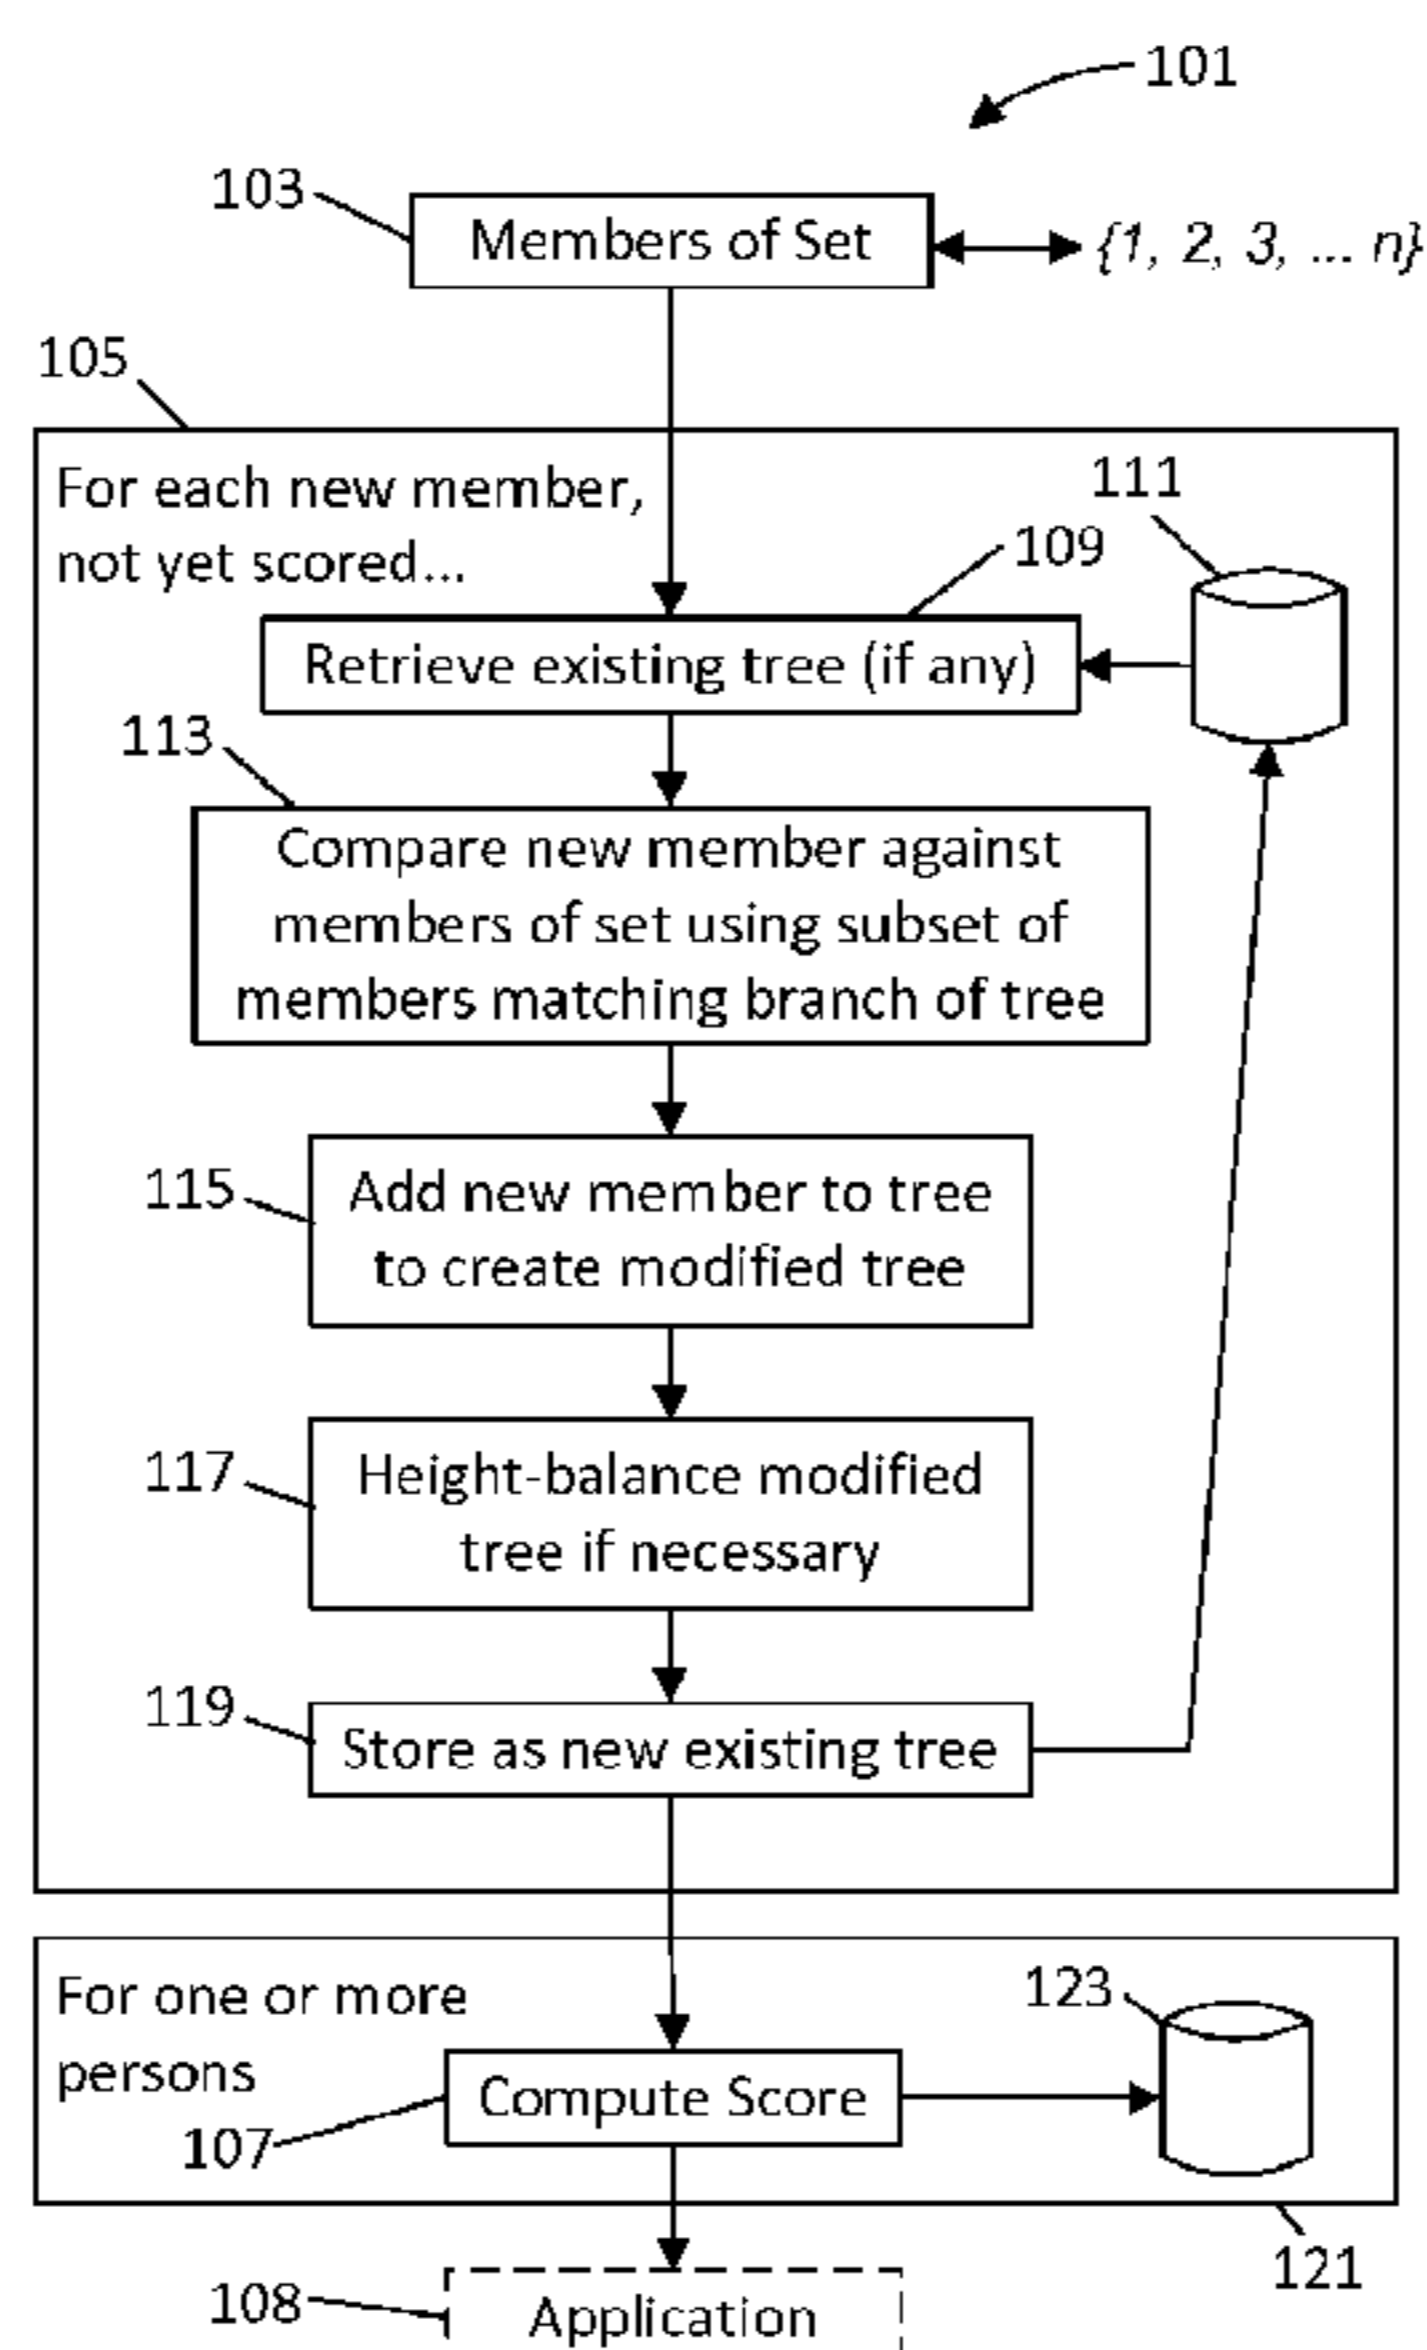 101
103
Members of Set
{1, 2, 3, ... n}
105
For each new member,
not yet scored...
111
109
Retrieve existing tree (if any)
113
Compare new member against
members of set using subset of
members matching branch of tree
115
Add new member to tree
to create modified tree
117
Height-balance modified
tree if necessary
119
Store as new existing tree
For one or more
persons
123
Compute Score
107
121
108
Application